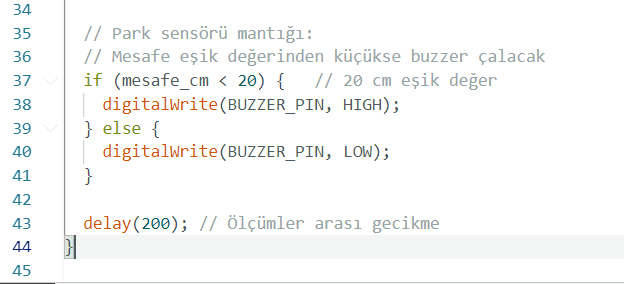 34
35 // Park sensörü mantığı:
36 // Mesafe eşik değerinden küçükse buzzer çalacak
37 if (mesafe_cm < 20) { // 20 cm eşik değer
38 digitalWrite(BUZZER_PIN, HIGH);
39 } else {
40 digitalWrite(BUZZER_PIN, LOW);
41 }
42
43 delay(200); // Ölçümler arası gecikme
44 }
45